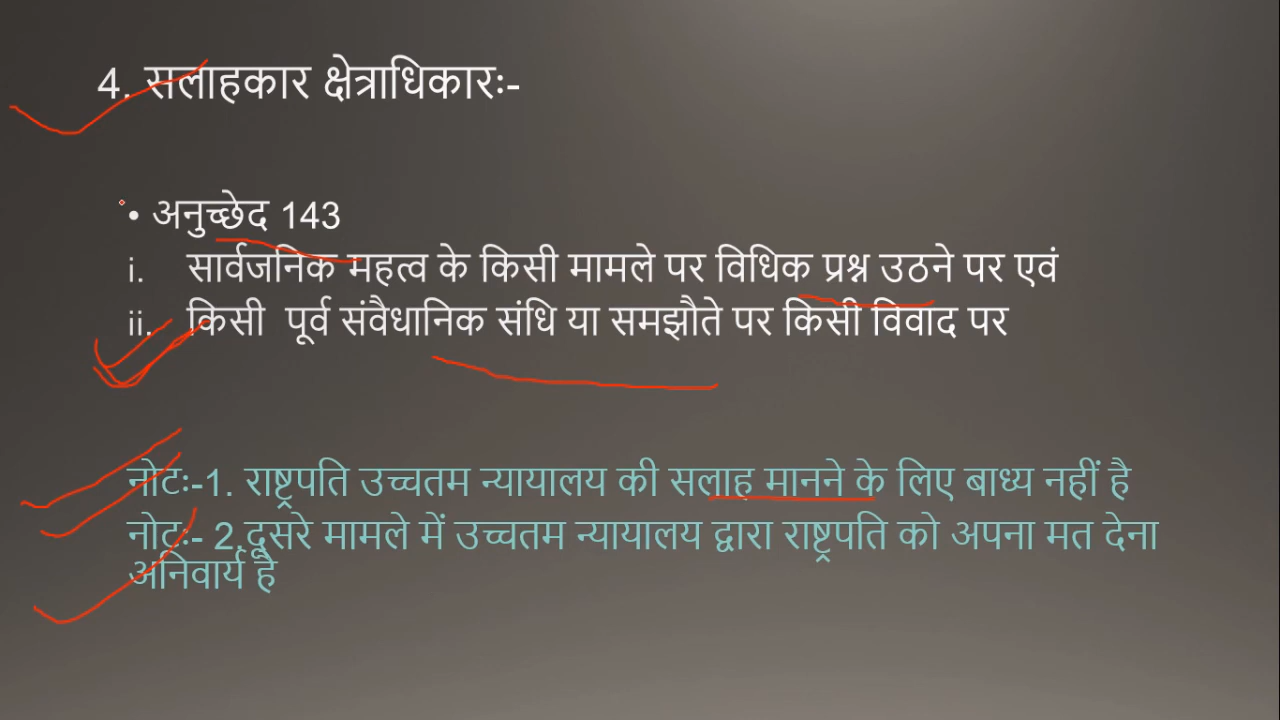 4. सलाहकार क्षेत्राधिकारः-
• अनुच्छेद 143
i. सार्वजनिक महत्व के किसी मामले पर विधिक प्रश्न उठने पर एवं
ii. किसी पूर्व संवैधानिक संधि या समझौते पर किसी विवाद पर
नोटः-1. राष्ट्रपति उच्चतम न्यायालय की सलाह मानने के लिए बाध्य नहीं है
नोटः- 2.दूसरे मामले में उच्चतम न्यायालय द्वारा राष्ट्रपति को अपना मत देना
अनिवार्य है